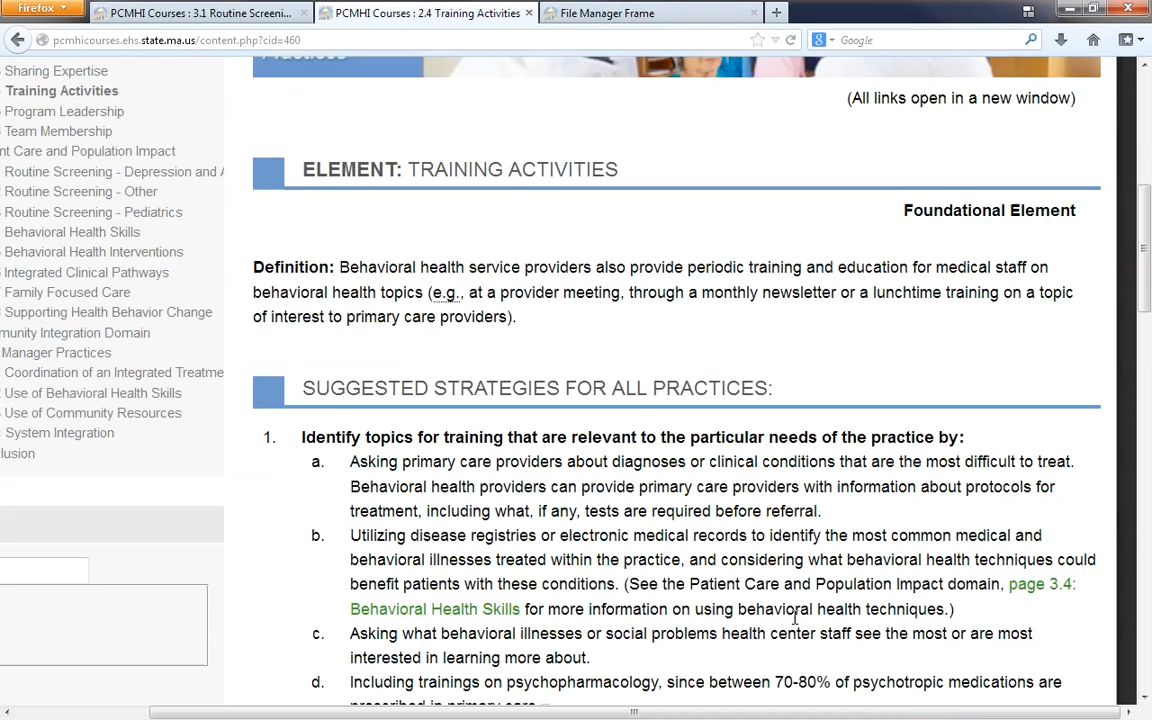 Firefox
PCMHI Courses : 3.1 Routine Screeni...
PCMHI Courses : 2.4 Training Activities
File Manager Frame
pcmhicourses.ehs.state.ma.us/content.php?cid=460
Google
Sharing Expertise
Training Activities
Program Leadership
Team Membership
nt Care and Population Impact
Routine Screening - Depression and A
Routine Screening - Other
Routine Screening - Pediatrics
Behavioral Health Skills
Behavioral Health Interventions
Integrated Clinical Pathways
Family Focused Care
Supporting Health Behavior Change
munity Integration Domain
Manager Practices
Coordination of an Integrated Treatme
Use of Behavioral Health Skills
Use of Community Resources
System Integration
lusion
Practices
(All links open in a new window)
ELEMENT: TRAINING ACTIVITIES
Foundational Element
Definition: Behavioral health service providers also provide periodic training and education for medical staff on
behavioral health topics (e.g., at a provider meeting, through a monthly newsletter or a lunchtime training on a topic
of interest to primary care providers).
SUGGESTED STRATEGIES FOR ALL PRACTICES:
1. Identify topics for training that are relevant to the particular needs of the practice by:
a. Asking primary care providers about diagnoses or clinical conditions that are the most difficult to treat.
Behavioral health providers can provide primary care providers with information about protocols for
treatment, including what, if any, tests are required before referral.
b. Utilizing disease registries or electronic medical records to identify the most common medical and
behavioral illnesses treated within the practice, and considering what behavioral health techniques could
benefit patients with these conditions. (See the Patient Care and Population Impact domain, page 3.4:
Behavioral Health Skills for more information on using behavioral health techniques.)
c. Asking what behavioral illnesses or social problems health center staff see the most or are most
interested in learning more about.
d. Including trainings on psychopharmacology, since between 70-80% of psychotropic medications are
prescribed in primary care